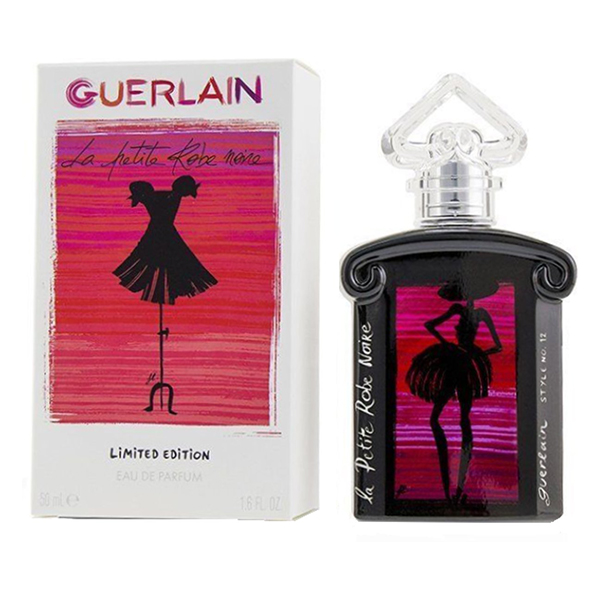 GUERLAIN
La petite Robe noire
LiMiTED EDiTiON
EAU DE PARFUM
50 mL e 1.6 FL. OZ.
la Petite Robe Noire
guerlain STYLE NO. 12